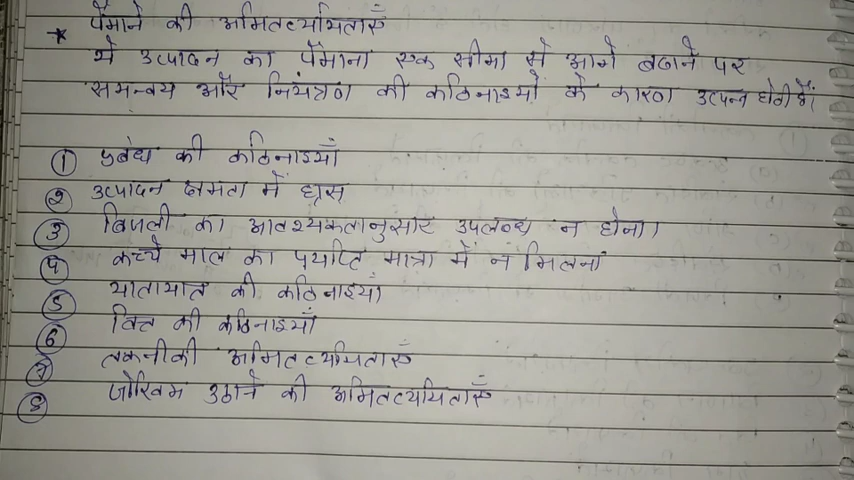 * पैमाने की अमितव्ययिताएँ
ये उत्पादन का पैमाना एक सीमा से आगे बढाने पर
समन्वय और नियंत्रण की कठिनाइयों के कारण उत्पन्न होती हैं।
① प्रबंध की कठिनाइयाँ
② उत्पादन क्षमता में ह्रास
③ बिजली का आवश्यकतानुसार उपलब्ध न होना।
④ कच्चे माल का पर्याप्त मात्रा में न मिलना
⑤ यातायात की कठिनाइयाँ
⑥ वित्त की कठिनाइयाँ
⑦ तकनीकी अमितव्ययिताएँ
⑧ जोखिम उठाने की अमितव्ययिताएँ